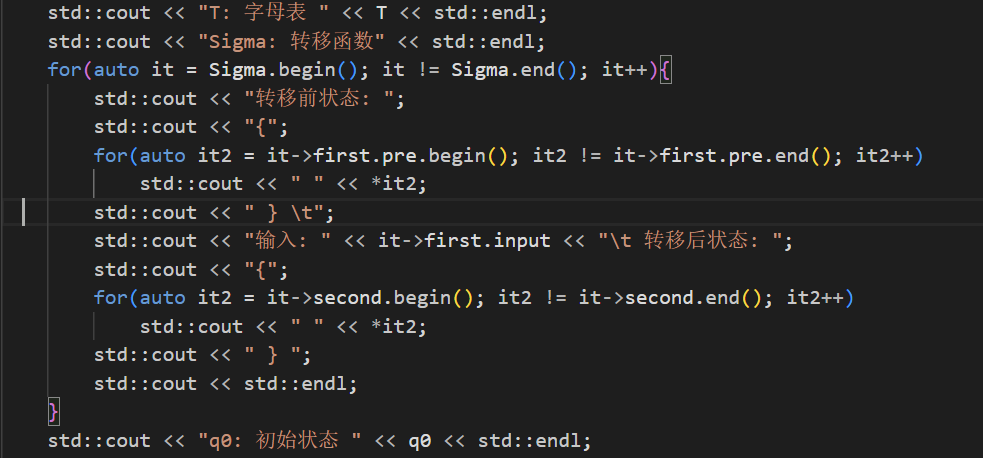 std::cout << "T: 字母表 " << T << std::endl;
std::cout << "Sigma: 转移函数" << std::endl;
for(auto it = Sigma.begin(); it != Sigma.end(); it++){
    std::cout << "转移前状态: ";
    std::cout << "{";
    for(auto it2 = it->first.pre.begin(); it2 != it->first.pre.end(); it2++)
        std::cout << " " << *it2;
    std::cout << " } \t";
    std::cout << "输入: " << it->first.input << "\t 转移后状态: ";
    std::cout << "{";
    for(auto it2 = it->second.begin(); it2 != it->second.end(); it2++)
        std::cout << " " << *it2;
    std::cout << " } ";
    std::cout << std::endl;
}
std::cout << "q0: 初始状态 " << q0 << std::endl;